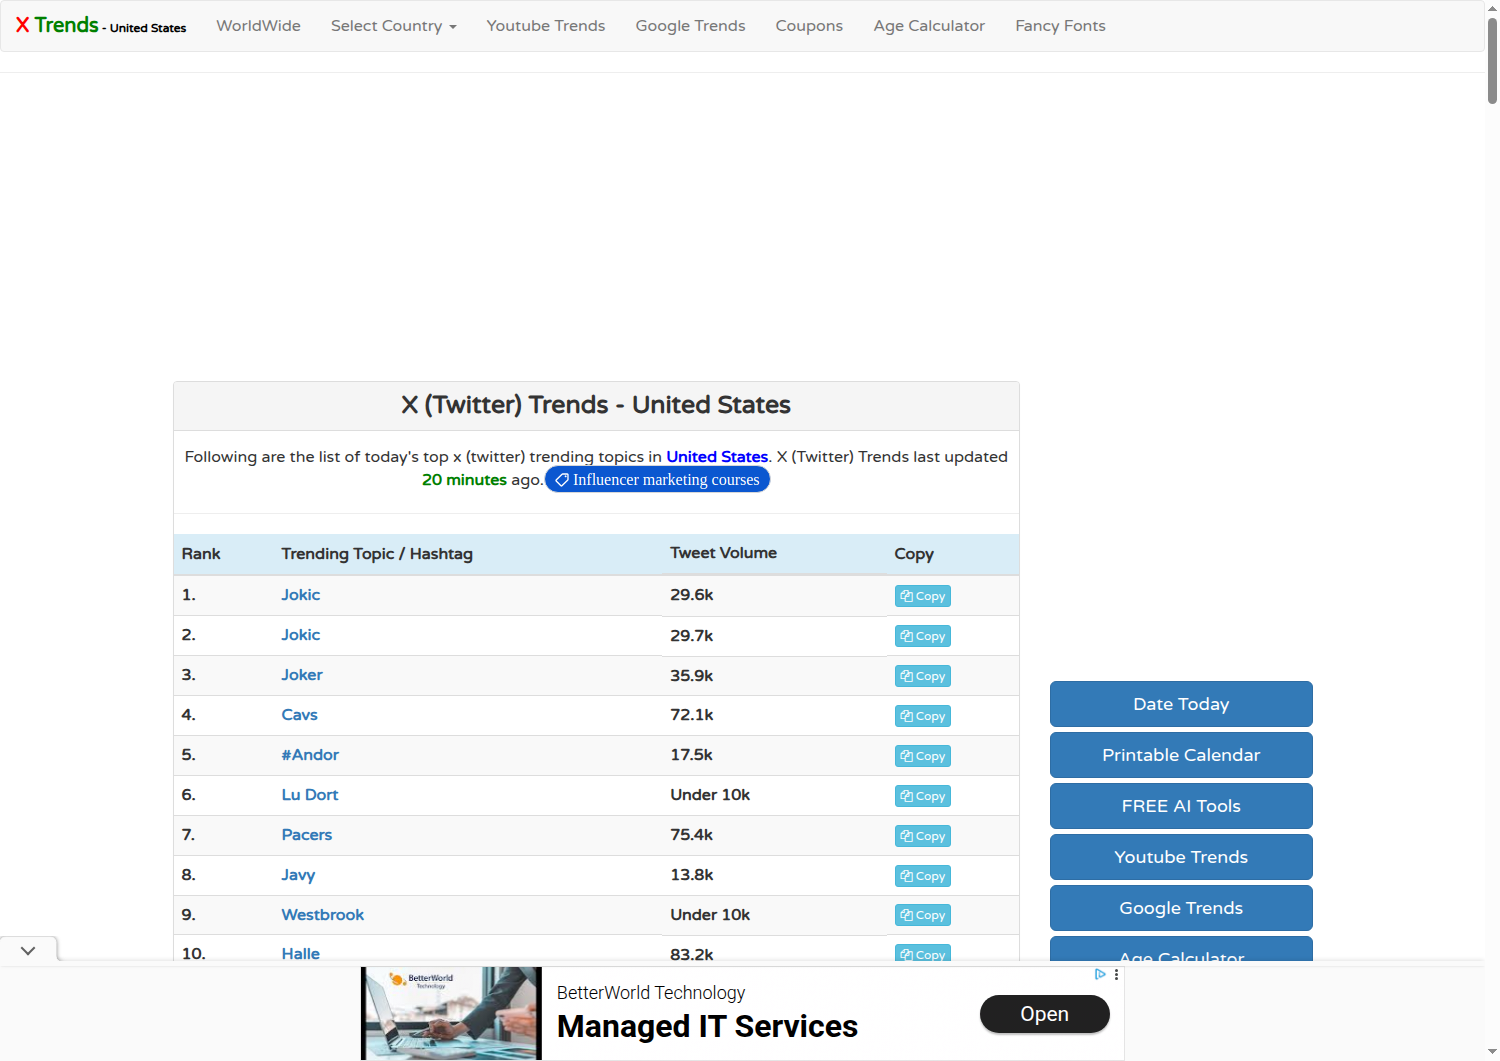 X Trends - United States
WorldWide
Select Country
Youtube Trends
Google Trends
Coupons
Age Calculator
Fancy Fonts
X (Twitter) Trends - United States
Following are the list of today's top x (twitter) trending topics in United States. X (Twitter) Trends last updated
20 minutes ago. Influencer marketing courses
Rank Trending Topic / Hashtag Tweet Volume Copy
1. Jokic 29.6k Copy
2. Jokic 29.7k Copy
3. Joker 35.9k Copy
4. Cavs 72.1k Copy
5. #Andor 17.5k Copy
6. Lu Dort Under 10k Copy
7. Pacers 75.4k Copy
8. Javy 13.8k Copy
9. Westbrook Under 10k Copy
10. Halle 83.2k Copy
Date Today
Printable Calendar
FREE AI Tools
Youtube Trends
Google Trends
Age Calculator
BetterWorld
Technology
BetterWorld Technology
Managed IT Services
Open